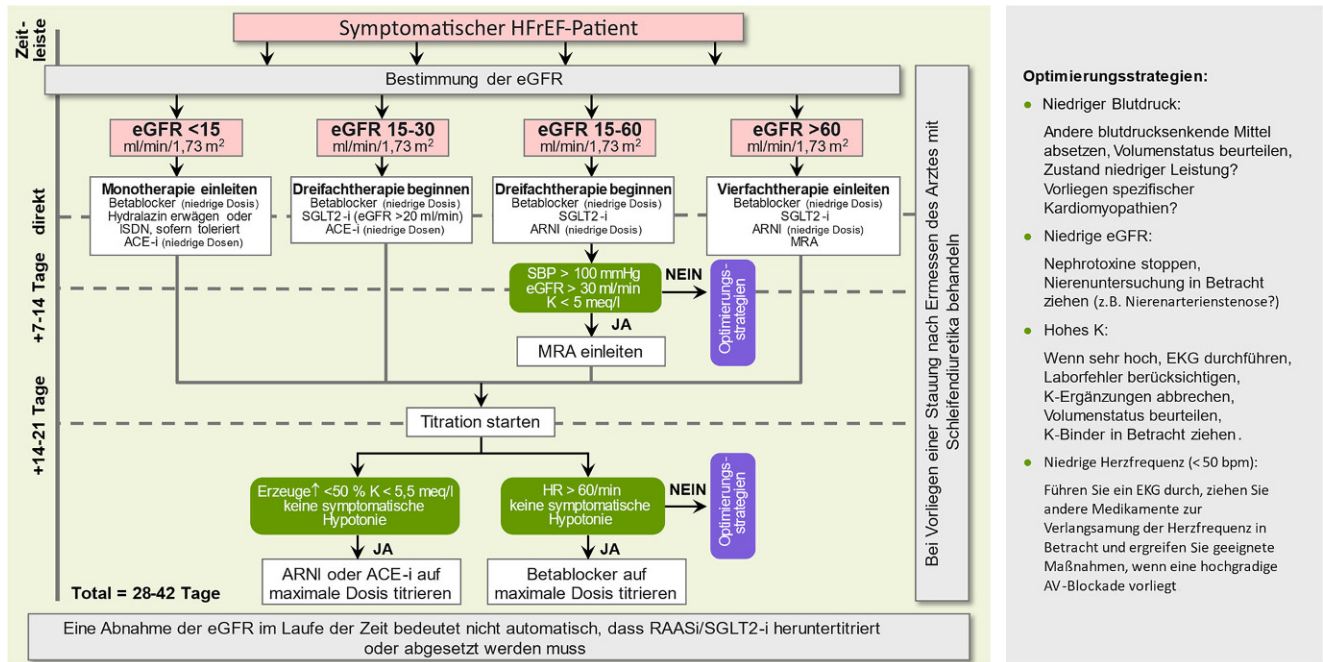 Zeit-
leiste
Symptomatischer HFrEF-Patient
Bestimmung der eGFR
eGFR <15
ml/min/1,73 m²
eGFR 15-30
ml/min/1,73 m²
eGFR 15-60
ml/min/1,73 m²
eGFR >60
ml/min/1,73 m²
direkt
Monotherapie einleiten
Betablocker (niedrige Dosis)
Hydralazin erwägen oder
ISDN, sofern toleriert
ACE-i (niedrige Dosen)
Dreifachtherapie beginnen
Betablocker (niedrige Dosis)
SGLT2-i (eGFR >20 ml/min)
ACE-i (niedrige Dosen)
Dreifachtherapie beginnen
Betablocker (niedrige Dosis)
SGLT2-i
ARNI (niedrige Dosis)
Vierfachtherapie einleiten
Betablocker (niedrige Dosis)
SGLT2-i
ARNI (niedrige Dosis)
MRA
+7-14 Tage
SBP > 100 mmHg
eGFR > 30 ml/min
K < 5 meq/l
NEIN
Optimierungs-
strategien
JA
MRA einleiten
+14-21 Tage
Titration starten
Erzeuge↑ <50 % K < 5,5 meq/l
keine symptomatische
Hypotonie
HR > 60/min
keine symptomatische
Hypotonie
NEIN
Optimierungs-
strategien
JA
JA
ARNI oder ACE-i auf
maximale Dosis titrieren
Betablocker auf
maximale Dosis titrieren
Total = 28-42 Tage
Bei Vorliegen einer Stauung nach Ermessen des Arztes mit
Schleifendiuretika behandeln
Eine Abnahme der eGFR im Laufe der Zeit bedeutet nicht automatisch, dass RAASi/SGLT2-i heruntertitriert
oder abgesetzt werden muss
Optimierungsstrategien:
● Niedriger Blutdruck:
Andere blutdrucksenkende Mittel
absetzen, Volumenstatus beurteilen,
Zustand niedriger Leistung?
Vorliegen spezifischer
Kardiomyopathien?
● Niedrige eGFR:
Nephrotoxine stoppen,
Nierenuntersuchung in Betracht
ziehen (z.B. Nierenarterienstenose?)
● Hohes K:
Wenn sehr hoch, EKG durchführen,
Laborfehler berücksichtigen,
K-Ergänzungen abbrechen,
Volumenstatus beurteilen,
K-Binder in Betracht ziehen.
● Niedrige Herzfrequenz (< 50 bpm):
Führen Sie ein EKG durch, ziehen Sie
andere Medikamente zur
Verlangsamung der Herzfrequenz in
Betracht und ergreifen Sie geeignete
Maßnahmen, wenn eine hochgradige
AV-Blockade vorliegt